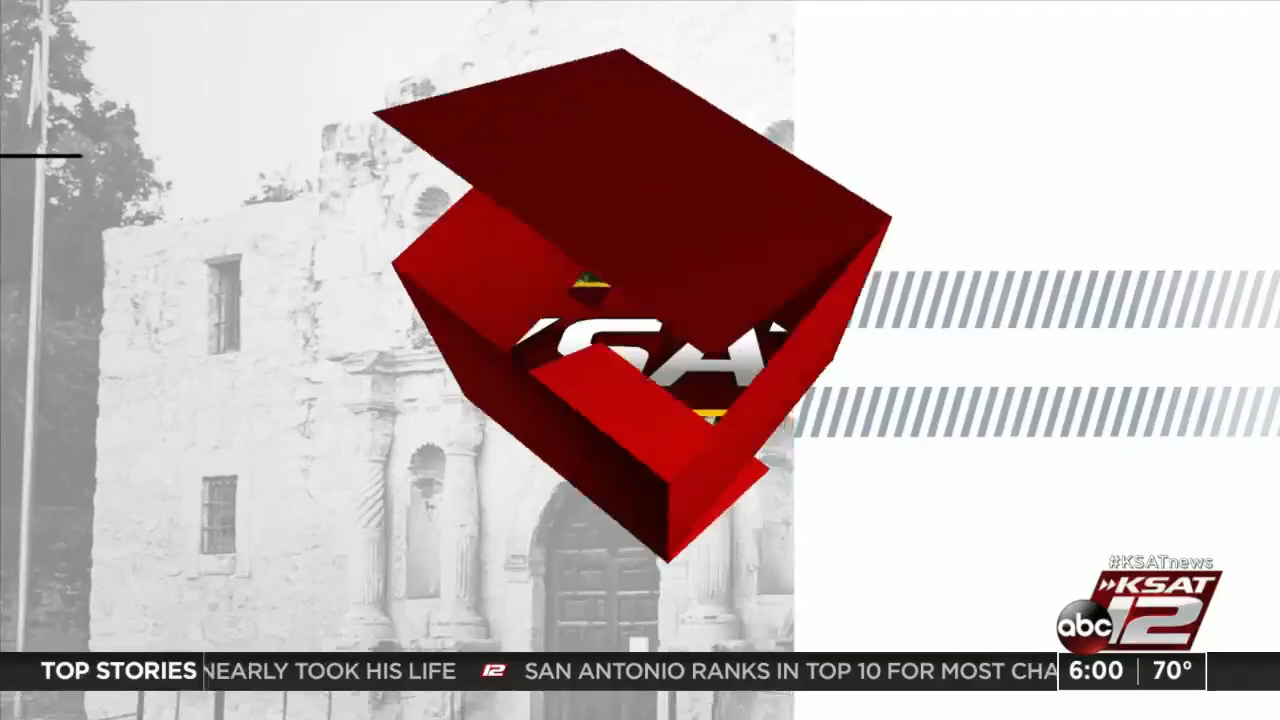 #KSATnews
KSAT
abc 12
TOP STORIES NEARLY TOOK HIS LIFE 12 SAN ANTONIO RANKS IN TOP 10 FOR MOST CHA 6:00 70°